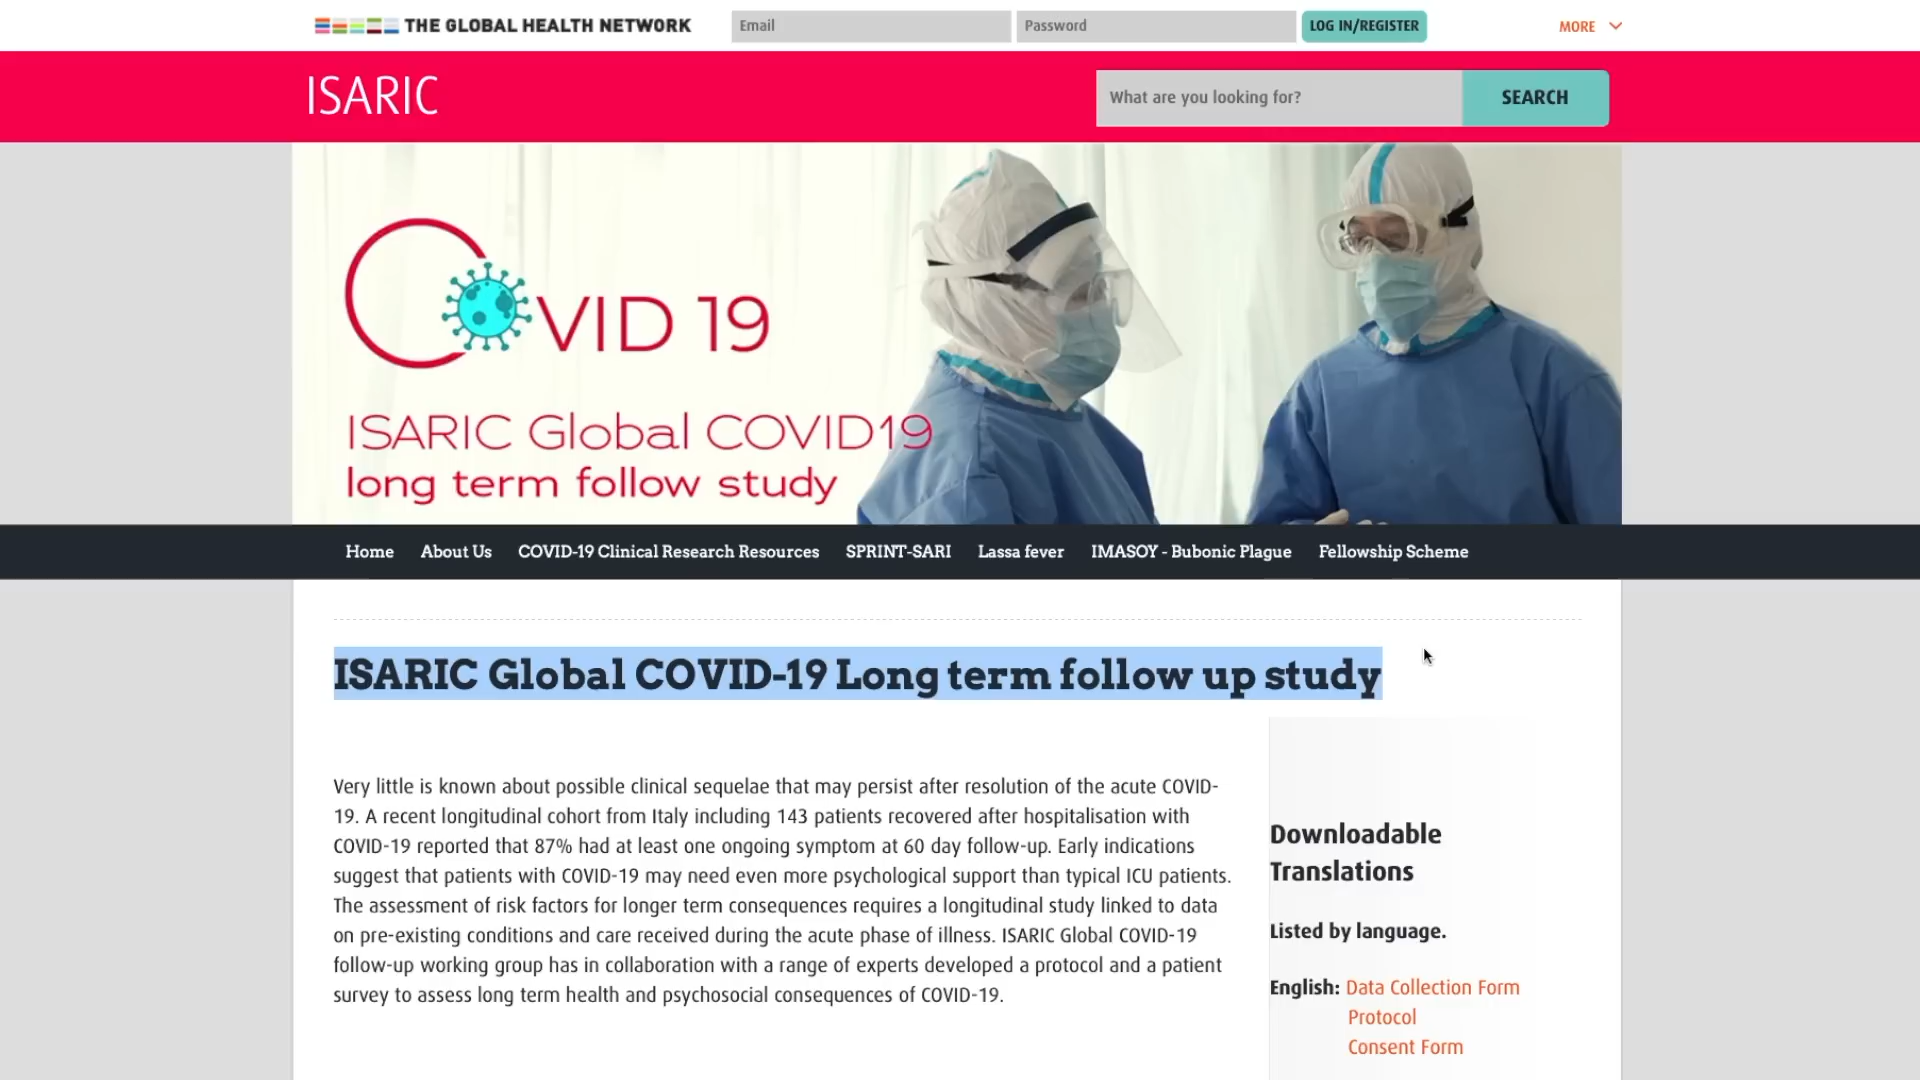 THE GLOBAL HEALTH NETWORK
Email
Password
LOG IN/REGISTER
MORE
ISARIC
What are you looking for?
SEARCH
COVID 19
ISARIC Global COVID19
long term follow study
Home
About Us
COVID-19 Clinical Research Resources
SPRINT-SARI
Lassa fever
IMASOY - Bubonic Plague
Fellowship Scheme
ISARIC Global COVID-19 Long term follow up study
Very little is known about possible clinical sequelae that may persist after resolution of the acute COVID-
19. A recent longitudinal cohort from Italy including 143 patients recovered after hospitalisation with
COVID-19 reported that 87% had at least one ongoing symptom at 60 day follow-up. Early indications
suggest that patients with COVID-19 may need even more psychological support than typical ICU patients.
The assessment of risk factors for longer term consequences requires a longitudinal study linked to data
on pre-existing conditions and care received during the acute phase of illness. ISARIC Global COVID-19
follow-up working group has in collaboration with a range of experts developed a protocol and a patient
survey to assess long term health and psychosocial consequences of COVID-19.
Downloadable
Translations
Listed by language.
English: Data Collection Form
Protocol
Consent Form